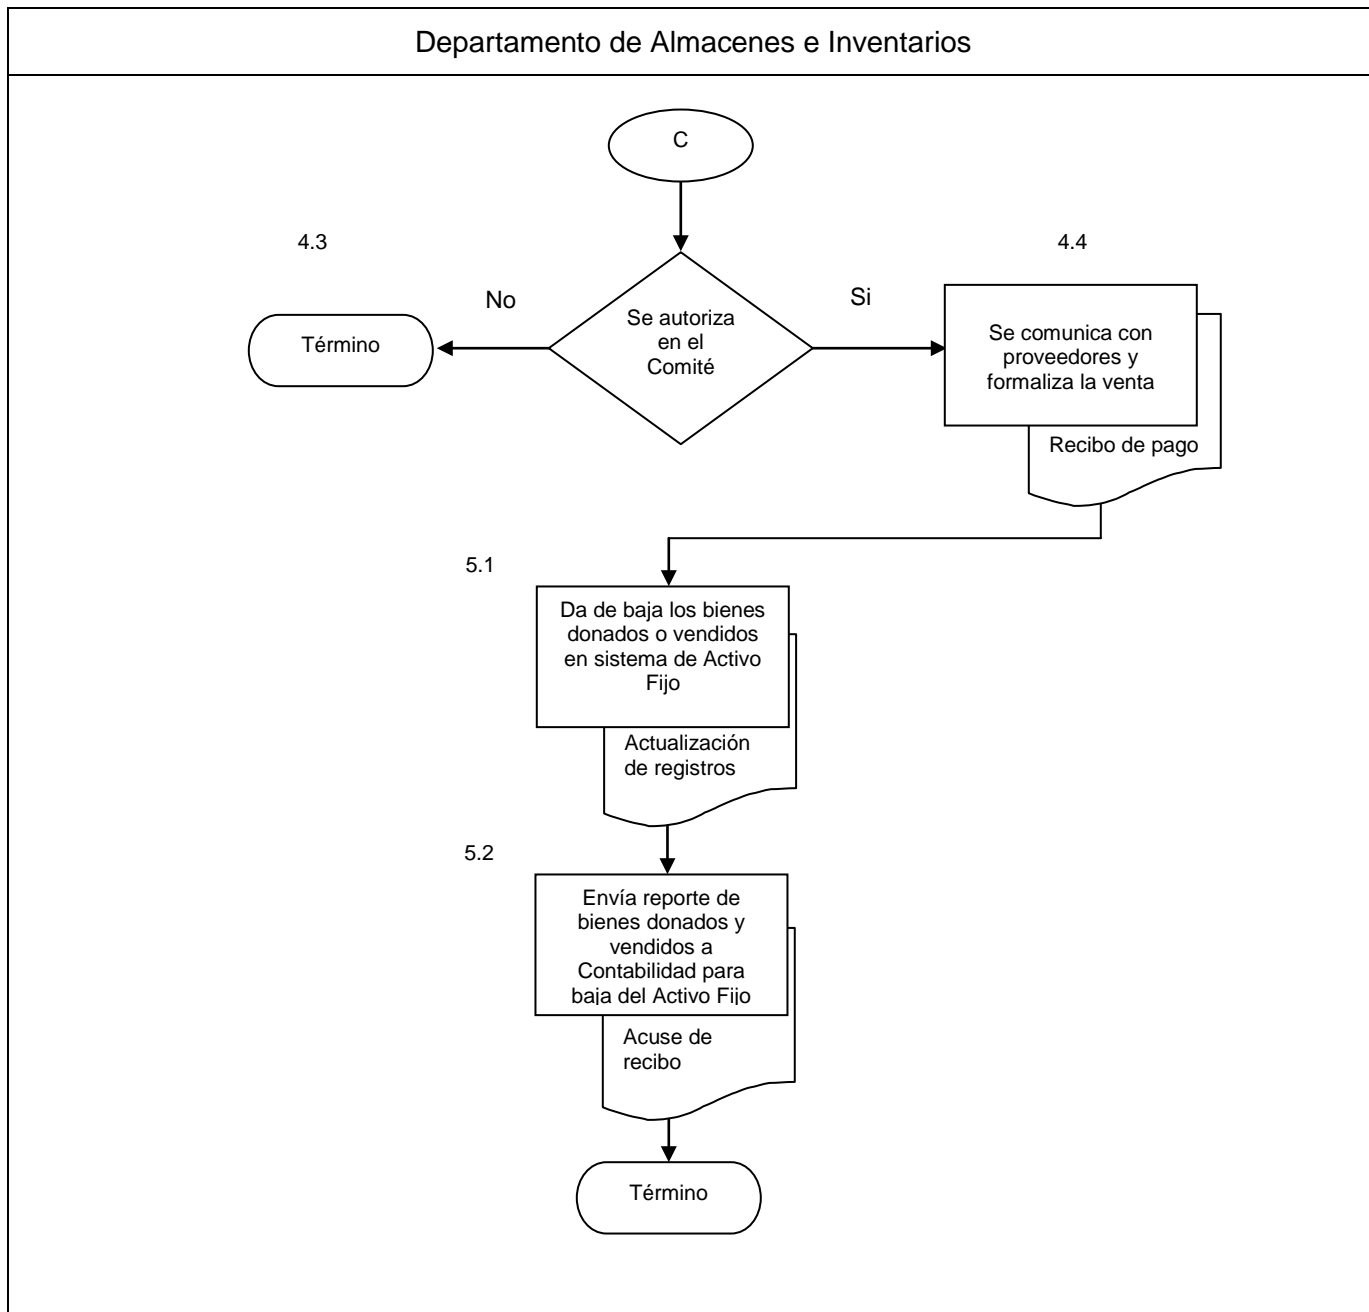 Departamento de Almacenes e Inventarios
C
4.3
4.4
No
Si
Se autoriza
en el
Comité
Término
Se comunica con
proveedores y
formaliza la venta
Recibo de pago
5.1
Da de baja los bienes
donados o vendidos
en sistema de Activo
Fijo
Actualización
de registros
5.2
Envía reporte de
bienes donados y
vendidos a
Contabilidad para
baja del Activo Fijo
Acuse de
recibo
Término